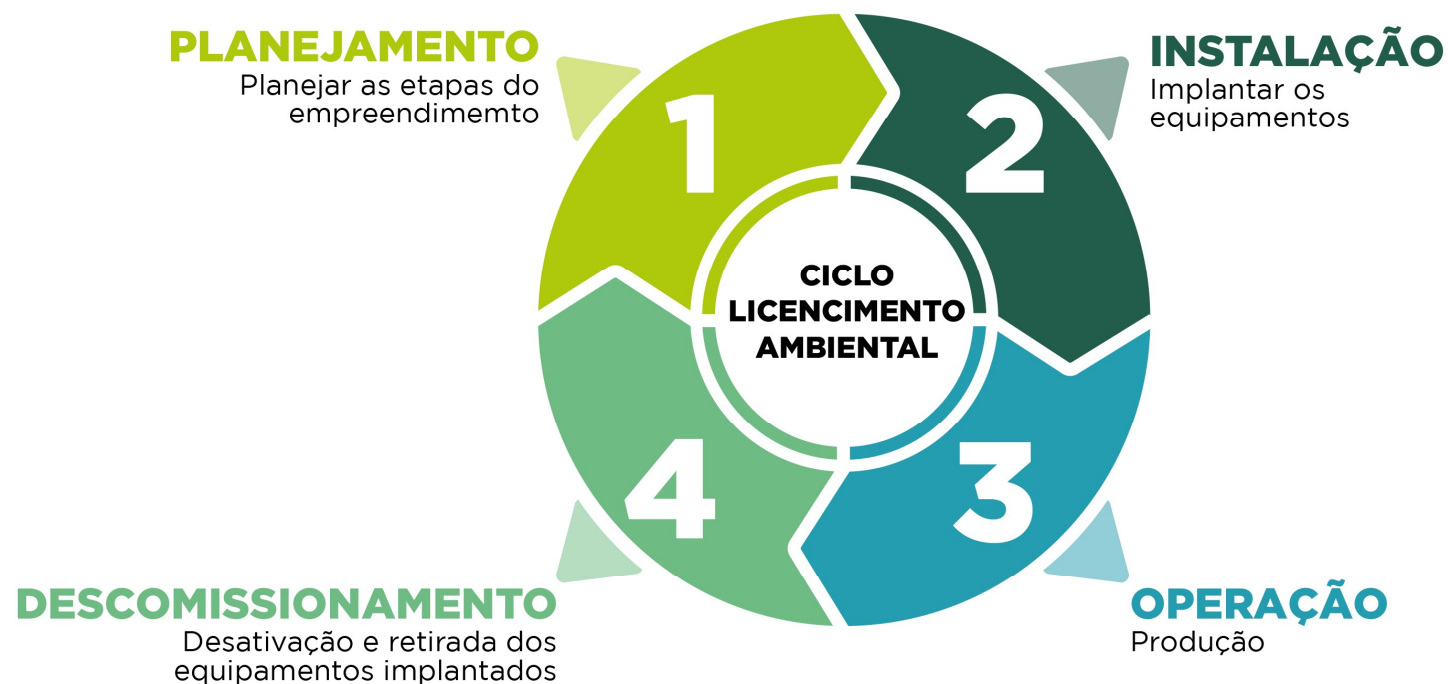 PLANEJAMENTO
Planejar as etapas do
empreendimemto
1
INSTALAÇÃO
Implantar os
equipamentos
2
CICLO
LICENCIMENTO
AMBIENTAL
3
OPERAÇÃO
Produção
4
DESCOMISSIONAMENTO
Desativação e retirada dos
equipamentos implantados